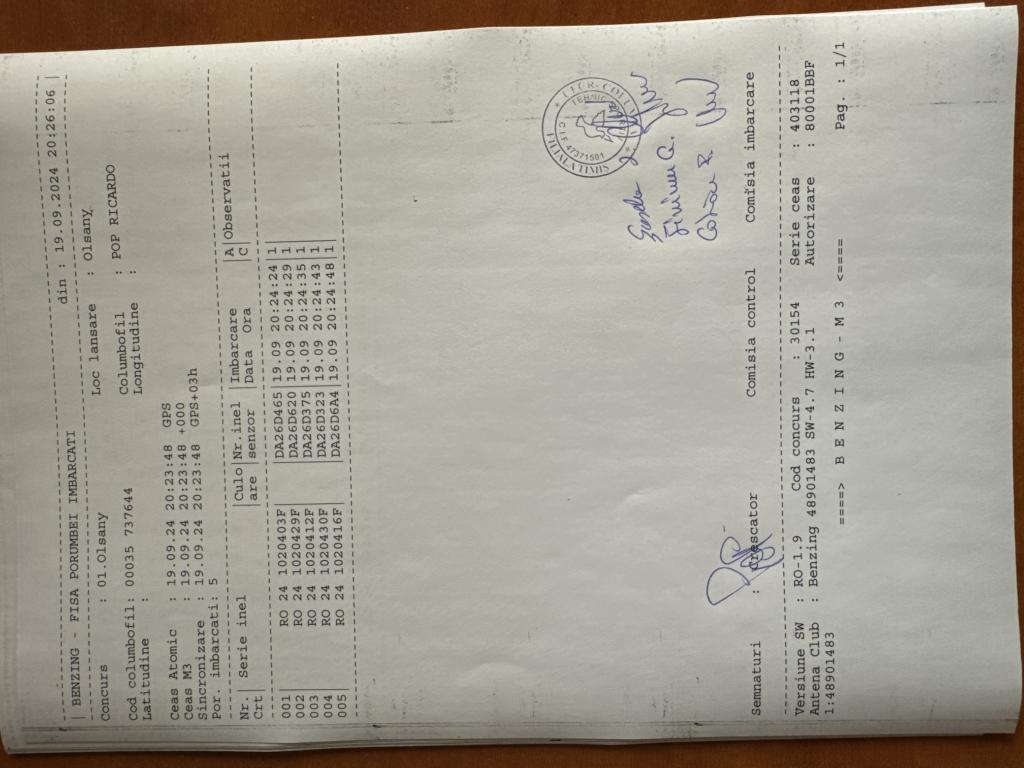 din : 19.09.2024 20:26:06 |
| BENZING - FISA PORUMBEI IMBARCATI
Concurs : 01.Olsany Loc lansare : Olsany
Cod columbofil: 00035 737644 Columbofil : POP RICARDO
Latitudine : Longitudine :
Ceas Atomic : 19.09.24 20:23:48 GPS
Ceas M3 : 19.09.24 20:23:48 +000
Sincronizare : 19.09.24 20:23:48 GPS+03h
Por. imbarcati: 5
Nr.| Serie inel |Culo|Nr.inel |Imbarcare |A|Observatii
Crt| |are |senzor |Data Ora |C|
001 | RO 24 1020403F| |DA26D465|19.09 20:24:24|1|
002 | RO 24 1020429F| |DA26D620|19.09 20:24:29|1|
003 | RO 24 1020412F| |DA26D375|19.09 20:24:35|1|
004 | RO 24 1020430F| |DA26D323|19.09 20:24:43|1|
005 | RO 24 1020416F| |DA26D6A4|19.09 20:24:48|1|
FILIALA TIMIS
C.I.F. 47371501
Semnaturi : Crescator Comisia control Comisia imbarcare
Versiune SW : RO-1.9 Cod concurs : 30154 Serie ceas : 403118
Antena Club : Benzing 48901483 SW-4.7 HW-3.1 Autorizare : 80001BBF
1:48901483
====> B E N Z I N G - M 3 <==== Pag. : 1/1